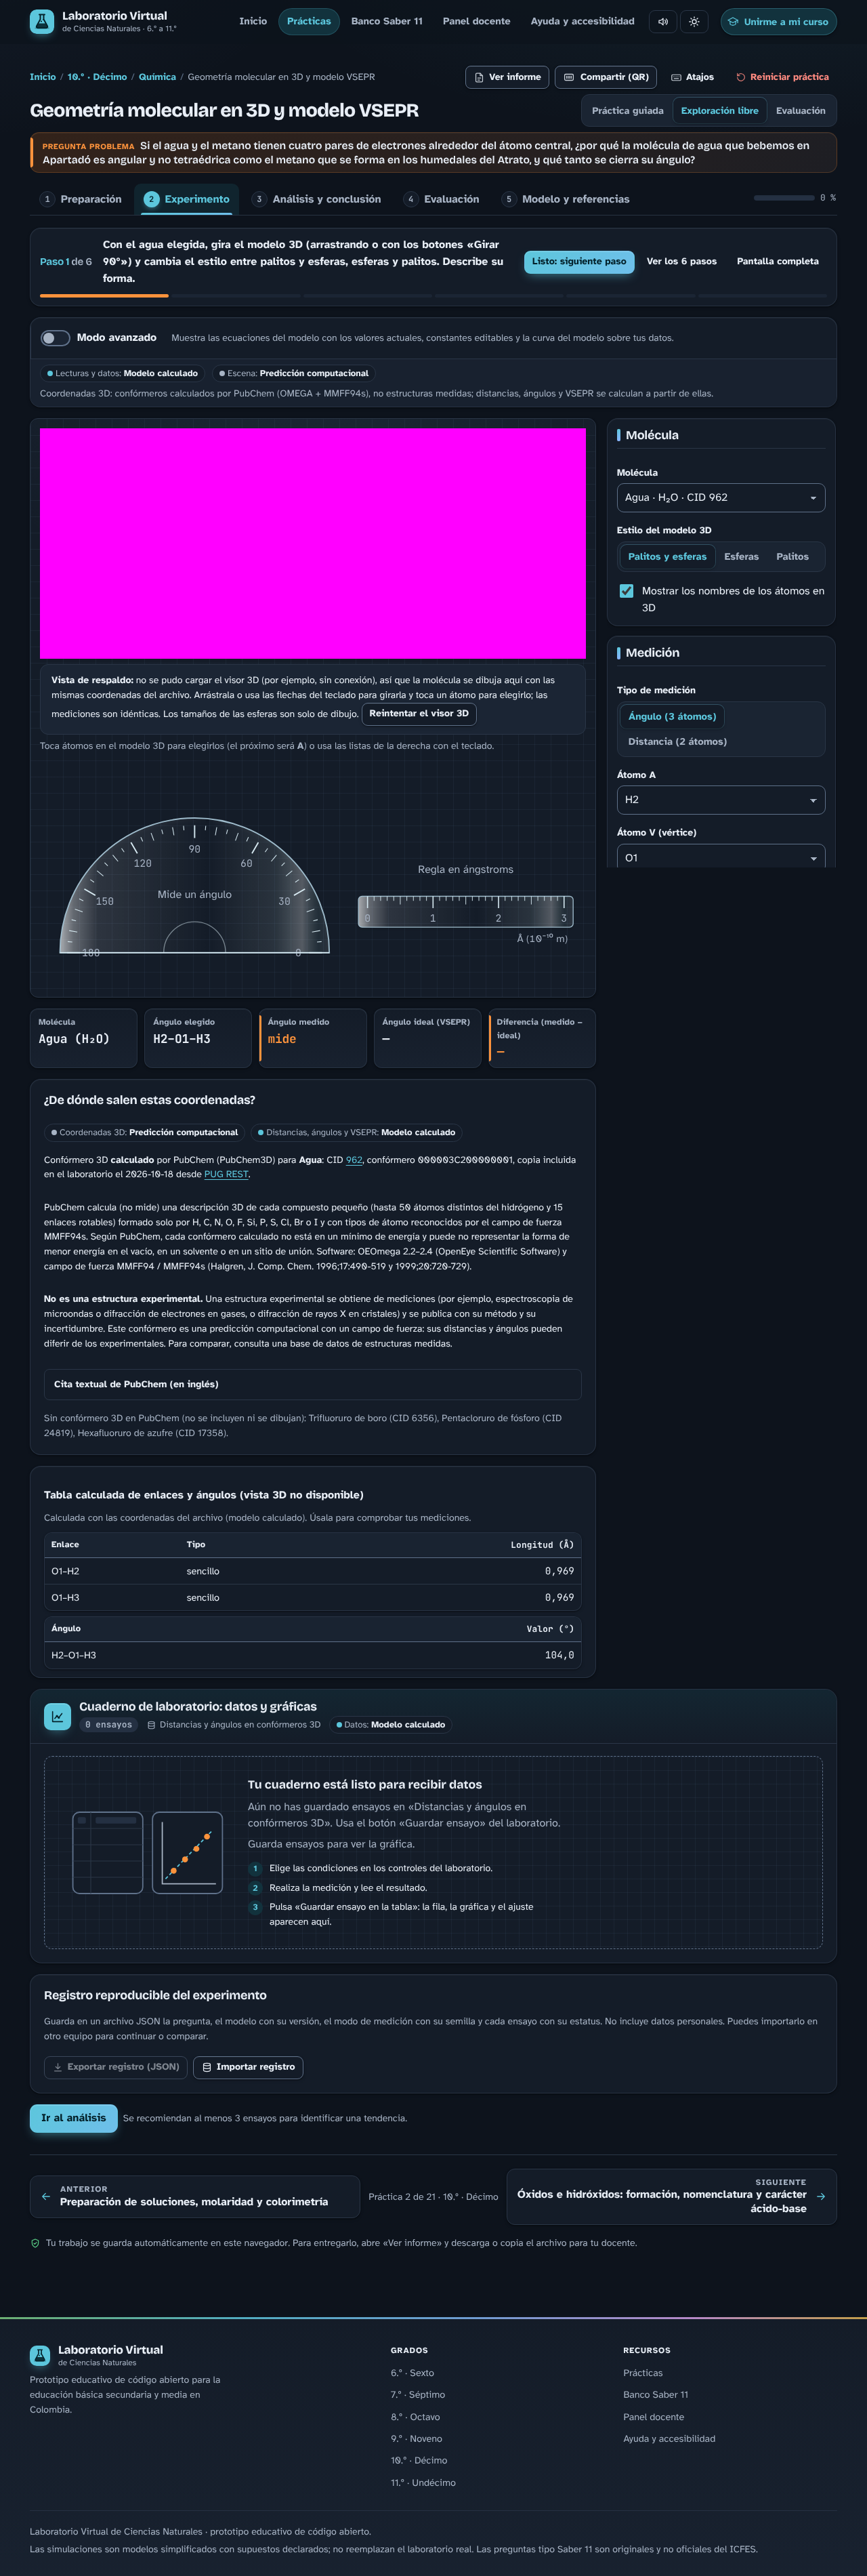 Laboratorio Virtual
de Ciencias Naturales · 6.° a 11.°
Inicio
Prácticas
Banco Saber 11
Panel docente
Ayuda y accesibilidad
Unirme a mi curso
Inicio / 10.° · Décimo / Química / Geometría molecular en 3D y modelo VSEPR
Ver informe
Compartir (QR)
Atajos
Reiniciar práctica
Geometría molecular en 3D y modelo VSEPR
Práctica guiada
Exploración libre
Evaluación
PREGUNTA PROBLEMA Si el agua y el metano tienen cuatro pares de electrones alrededor del átomo central, ¿por qué la molécula de agua que bebemos en
Apartadó es angular y no tetraédrica como el metano que se forma en los humedales del Atrato, y qué tanto se cierra su ángulo?
1 Preparación
2 Experimento
3 Análisis y conclusión
4 Evaluación
5 Modelo y referencias
0 %
Paso 1 de 6
Con el agua elegida, gira el modelo 3D (arrastrando o con los botones «Girar
90°») y cambia el estilo entre palitos y esferas, esferas y palitos. Describe su
forma.
Listo: siguiente paso
Ver los 6 pasos
Pantalla completa
Modo avanzado
Muestra las ecuaciones del modelo con los valores actuales, constantes editables y la curva del modelo sobre tus datos.
Lecturas y datos: Modelo calculado
Escena: Predicción computacional
Coordenadas 3D: confórmeros calculados por PubChem (OMEGA + MMFF94s), no estructuras medidas; distancias, ángulos y VSEPR se calculan a partir de ellas.
Vista de respaldo: no se pudo cargar el visor 3D (por ejemplo, sin conexión), así que la molécula se dibuja aquí con las
mismas coordenadas del archivo. Arrástrala o usa las flechas del teclado para girarla y toca un átomo para elegirlo; las
mediciones son idénticas. Los tamaños de las esferas son solo de dibujo. Reintentar el visor 3D
Toca átomos en el modelo 3D para elegirlos (el próximo será A) o usa las listas de la derecha con el teclado.
90
120
60
150
30
180
0
Mide un ángulo
Regla en ángstroms
0 1 2 3
Å (10⁻¹⁰ m)
Molécula
Molécula
Agua · H₂O · CID 962
Estilo del modelo 3D
Palitos y esferas
Esferas
Palitos
Mostrar los nombres de los átomos en
3D
Medición
Tipo de medición
Ángulo (3 átomos)
Distancia (2 átomos)
Átomo A
H2
Átomo V (vértice)
O1
Molécula
Agua (H₂O)
Ángulo elegido
H2–O1–H3
Ángulo medido
mide
Ángulo ideal (VSEPR)
—
Diferencia (medido –
ideal)
—
¿De dónde salen estas coordenadas?
Coordenadas 3D: Predicción computacional
Distancias, ángulos y VSEPR: Modelo calculado
Confórmero 3D calculado por PubChem (PubChem3D) para Agua: CID 962, confórmero 000003C200000001, copia incluida
en el laboratorio el 2026-10-18 desde PUG REST.
PubChem calcula (no mide) una descripción 3D de cada compuesto pequeño (hasta 50 átomos distintos del hidrógeno y 15
enlaces rotables) formado solo por H, C, N, O, F, Si, P, S, Cl, Br o I y con tipos de átomo reconocidos por el campo de fuerza
MMFF94s. Según PubChem, cada confórmero calculado no está en un mínimo de energía y puede no representar la forma de
menor energía en el vacío, en un solvente o en un sitio de unión. Software: OEOmega 2.2–2.4 (OpenEye Scientific Software) y
campo de fuerza MMFF94 / MMFF94s (Halgren, J. Comp. Chem. 1996;17:490-519 y 1999;20:720-729).
No es una estructura experimental. Una estructura experimental se obtiene de mediciones (por ejemplo, espectroscopia de
microondas o difracción de electrones en gases, o difracción de rayos X en cristales) y se publica con su método y su
incertidumbre. Este confórmero es una predicción computacional con un campo de fuerza: sus distancias y ángulos pueden
diferir de los experimentales. Para comparar, consulta una base de datos de estructuras medidas.
Cita textual de PubChem (en inglés)
Sin confórmero 3D en PubChem (no se incluyen ni se dibujan): Trifluoruro de boro (CID 6356), Pentacloruro de fósforo (CID
24819), Hexafluoruro de azufre (CID 17358).
Tabla calculada de enlaces y ángulos (vista 3D no disponible)
Calculada con las coordenadas del archivo (modelo calculado). Úsala para comprobar tus mediciones.
Enlace Tipo Longitud (Å)
O1–H2 sencillo 0,969
O1–H3 sencillo 0,969
Ángulo Valor (°)
H2–O1–H3 104,0
Cuaderno de laboratorio: datos y gráficas
0 ensayos
Distancias y ángulos en confórmeros 3D
Datos: Modelo calculado
Tu cuaderno está listo para recibir datos
Aún no has guardado ensayos en «Distancias y ángulos en
confórmeros 3D». Usa el botón «Guardar ensayo» del laboratorio.
Guarda ensayos para ver la gráfica.
1 Elige las condiciones en los controles del laboratorio.
2 Realiza la medición y lee el resultado.
3 Pulsa «Guardar ensayo en la tabla»: la fila, la gráfica y el ajuste
aparecen aquí.
Registro reproducible del experimento
Guarda en un archivo JSON la pregunta, el modelo con su versión, el modo de medición con su semilla y cada ensayo con su estatus. No incluye datos personales. Puedes importarlo en
otro equipo para continuar o comparar.
Exportar registro (JSON)
Importar registro
Ir al análisis
Se recomiendan al menos 3 ensayos para identificar una tendencia.
ANTERIOR
Preparación de soluciones, molaridad y colorimetría
Práctica 2 de 21 · 10.° · Décimo
SIGUIENTE
Óxidos e hidróxidos: formación, nomenclatura y carácter
ácido-base
Tu trabajo se guarda automáticamente en este navegador. Para entregarlo, abre «Ver informe» y descarga o copia el archivo para tu docente.
Laboratorio Virtual
de Ciencias Naturales
Prototipo educativo de código abierto para la
educación básica secundaria y media en
Colombia.
GRADOS
6.° · Sexto
7.° · Séptimo
8.° · Octavo
9.° · Noveno
10.° · Décimo
11.° · Undécimo
RECURSOS
Prácticas
Banco Saber 11
Panel docente
Ayuda y accesibilidad
Laboratorio Virtual de Ciencias Naturales · prototipo educativo de código abierto.
Las simulaciones son modelos simplificados con supuestos declarados; no reemplazan el laboratorio real. Las preguntas tipo Saber 11 son originales y no oficiales del ICFES.